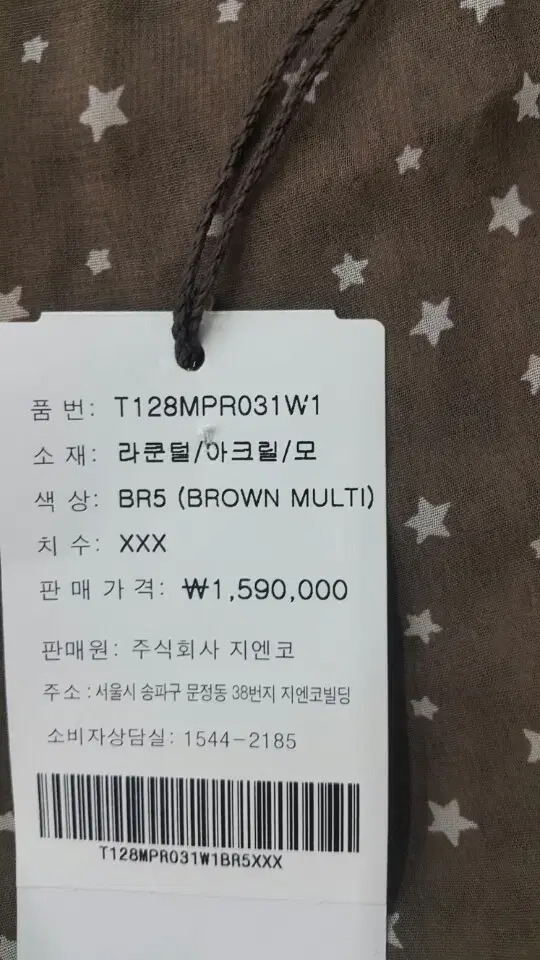 품 번: T128MPR031W1
소 재: 라쿤털/아크릴/모
색 상: BR5 (BROWN MULTI)
치 수: XXX
판 매 가 격: ₩1,590,000
판매원: 주식회사 지엔코
주소 : 서울시 송파구 문정동 38번지 지엔코빌딩
소비자상담실: 1544-2185
T128MPR031W1BR5XXX